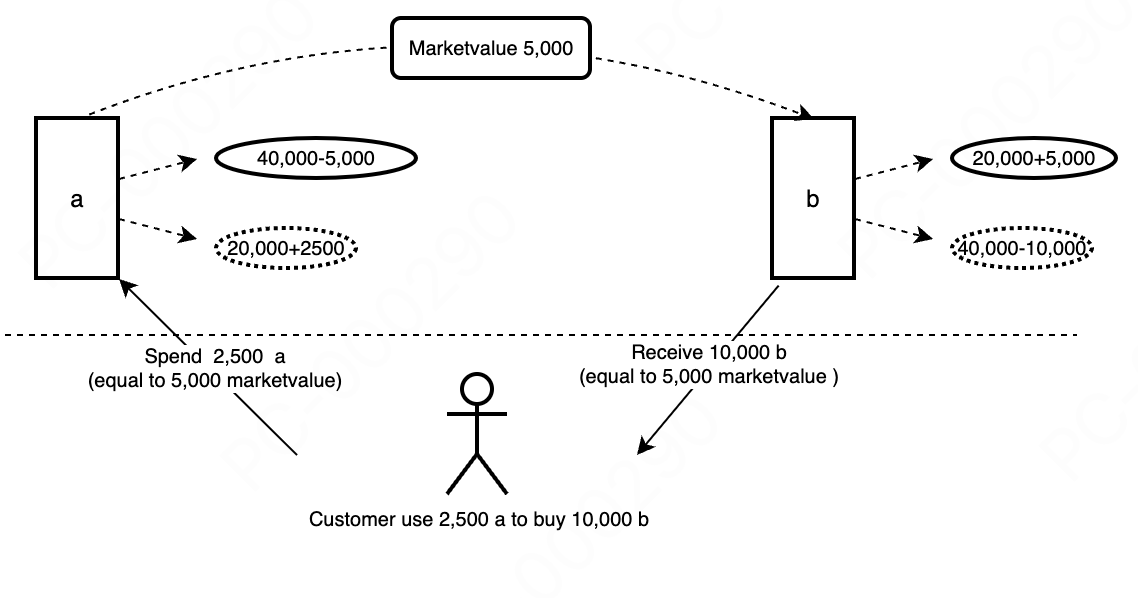 Marketvalue 5,000
a
40,000-5,000
20,000+2500
b
20,000+5,000
40,000-10,000
Spend 2,500 a
(equal to 5,000 marketvalue)
Receive 10,000 b
(equal to 5,000 marketvalue )
Customer use 2,500 a to buy 10,000 b
PC-000290